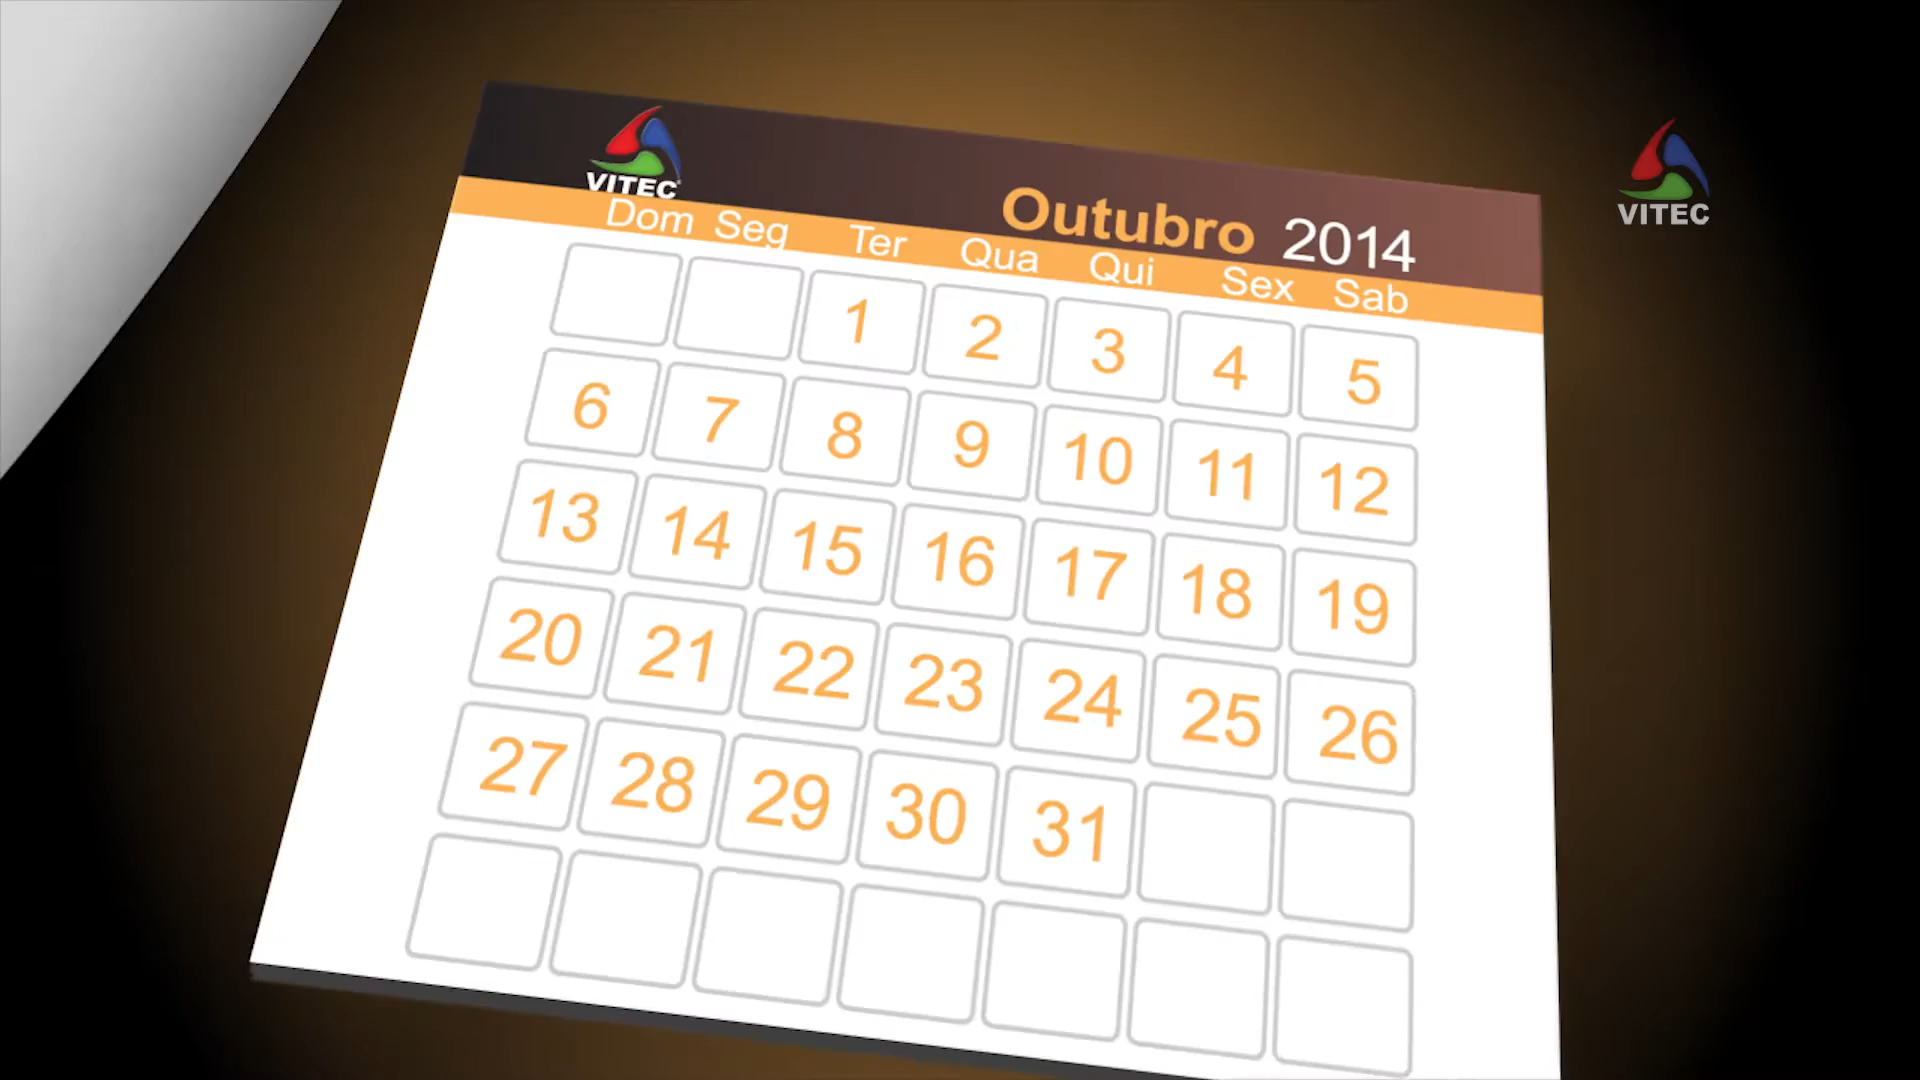 VITEC
Outubro 2014
Dom Seg Ter Qua Qui Sex Sab
1 2 3 4 5
6 7 8 9 10 11 12
13 14 15 16 17 18 19
20 21 22 23 24 25 26
27 28 29 30 31
VITEC